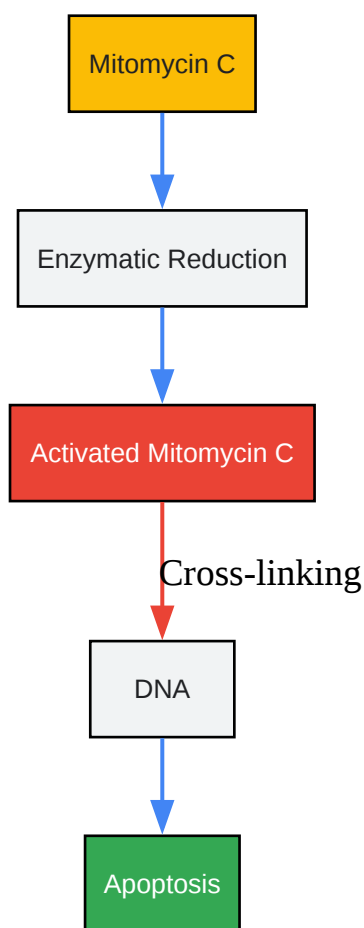 Mitomycin C
Enzymatic Reduction
Activated Mitomycin C
Cross-linking
DNA
Apoptosis